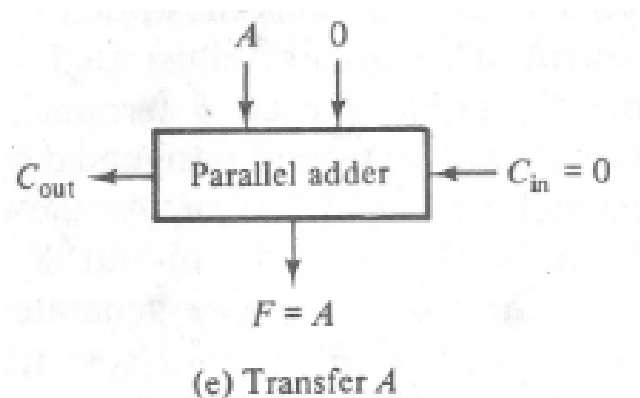 A 0
C_out Parallel adder C_in = 0
F = A
(e) Transfer A